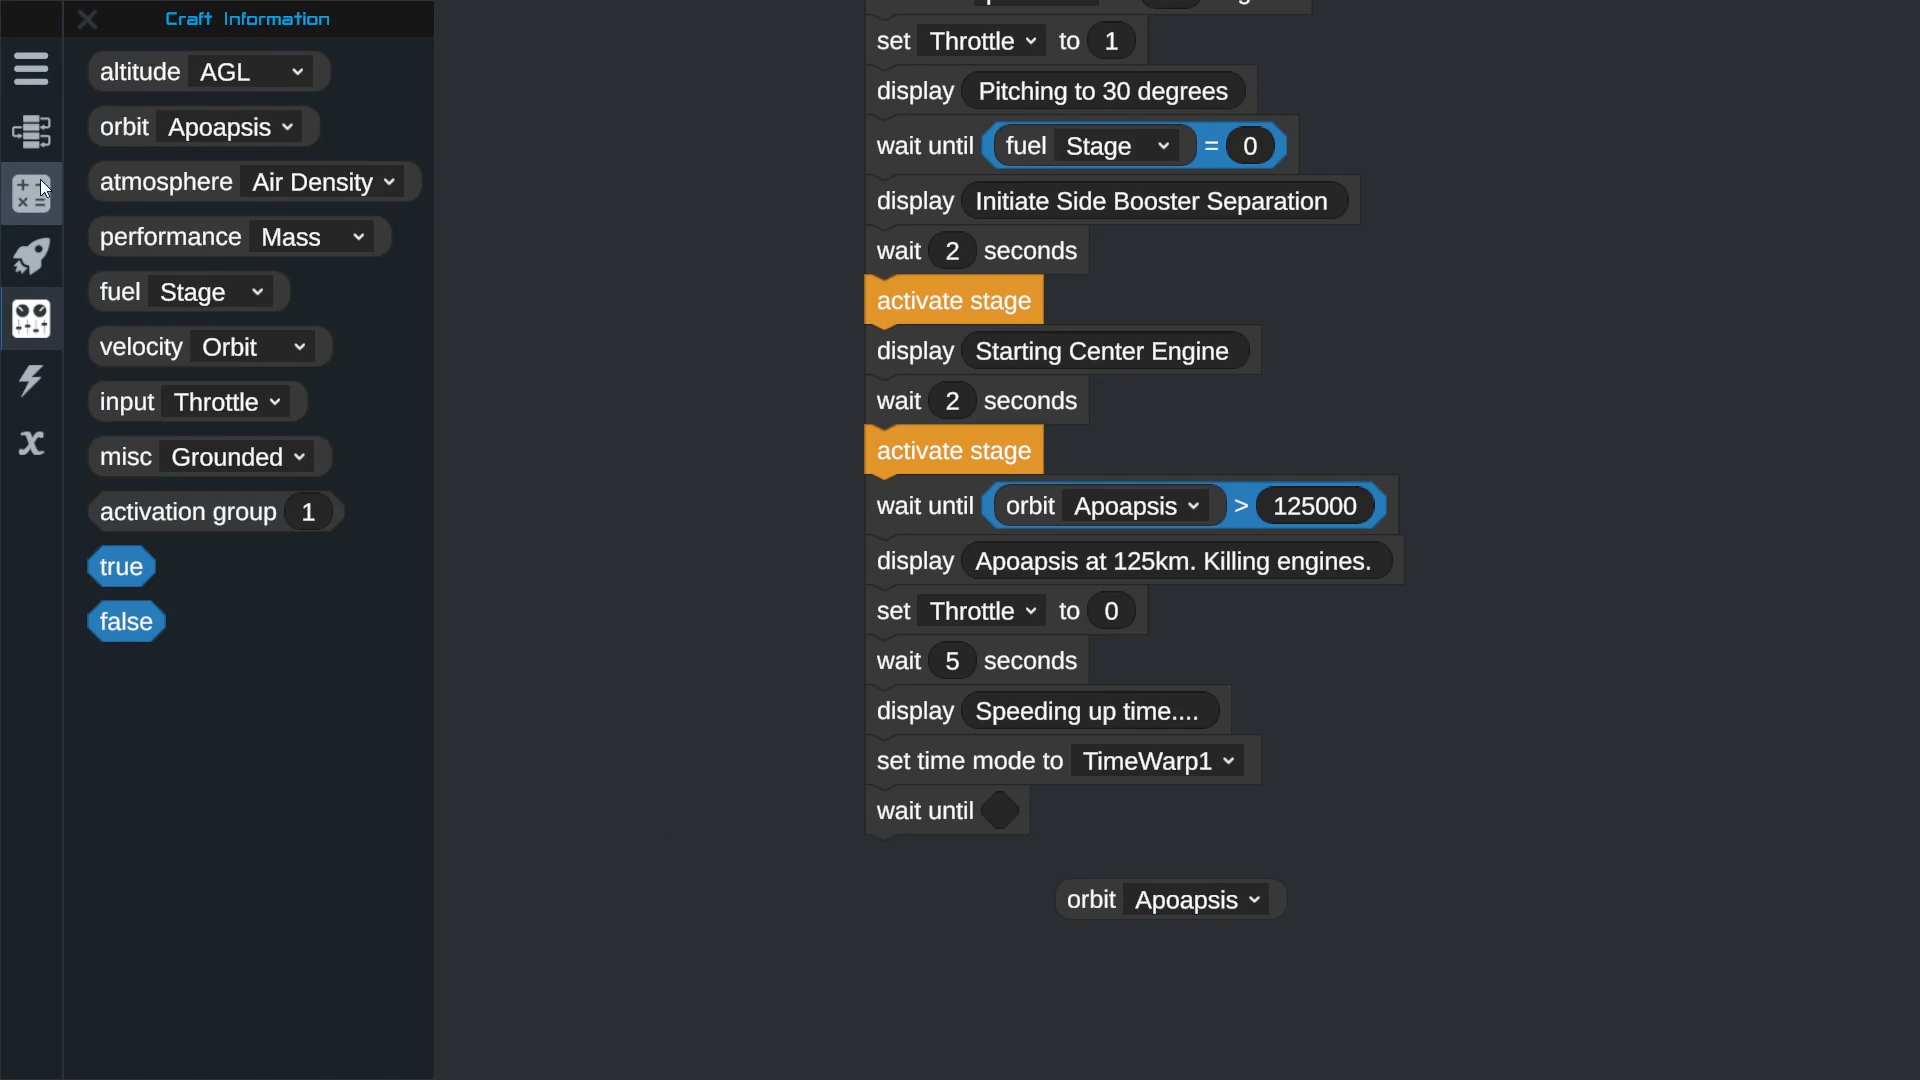 Craft Information
altitude AGL
orbit Apoapsis
atmosphere Air Density
performance Mass
fuel Stage
velocity Orbit
input Throttle
misc Grounded
activation group 1
true
false
set Throttle to 1
display Pitching to 30 degrees
wait until fuel Stage = 0
display Initiate Side Booster Separation
wait 2 seconds
activate stage
display Starting Center Engine
wait 2 seconds
activate stage
wait until orbit Apoapsis > 125000
display Apoapsis at 125km. Killing engines.
set Throttle to 0
wait 5 seconds
display Speeding up time....
set time mode to TimeWarp1
wait until
orbit Apoapsis